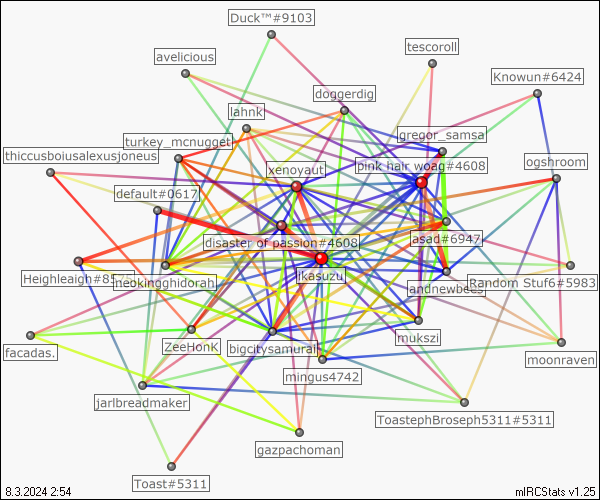 Duck™#9103
tescoroll
avelicious
Knowun#6424
doggerdig
lahnk
gregor_samsa
turkey_mcnugget
thiccusboiusalexusjoneus
pink hair woag#4608
ogshroom
xenoyaut
default#0617
disaster of passion#4608
asad#6947
ikasuzu
Heighleaigh#8575
neokingghidorah
andnewbees
Random Stuf6#5983
ZeeHonK
bigcitysamurai
mukszi
facadas.
mingus4742
moonraven
jarlbreadmaker
ToastephBroseph5311#5311
gazpachoman
Toast#5311
8.3.2024 2:54
mIRCStats v1.25